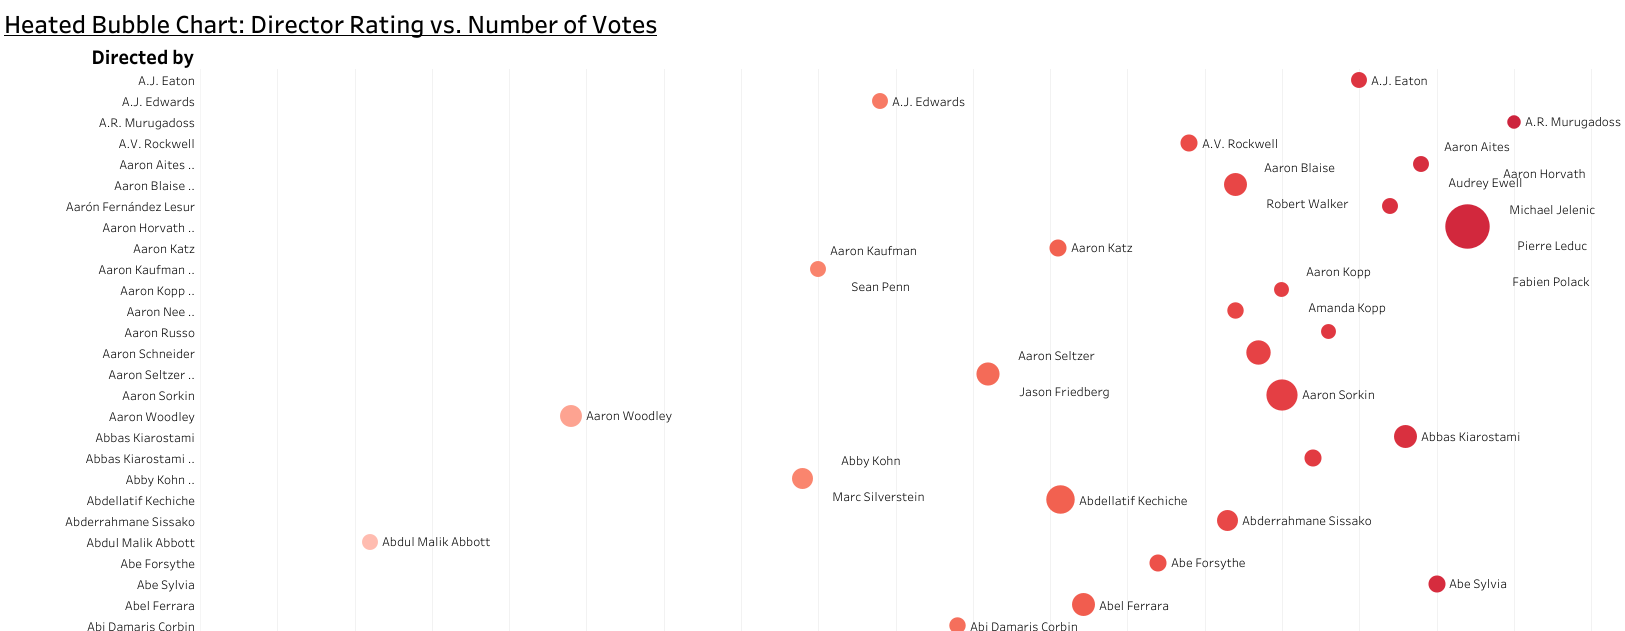 Heated Bubble Chart: Director Rating vs. Number of Votes
Directed by
A.J. Eaton
A.J. Edwards
A.R. Murugadoss
A.V. Rockwell
Aaron Aites ..
Aaron Blaise ..
Aarón Fernández Lesur
Aaron Horvath ..
Aaron Katz
Aaron Kaufman ..
Aaron Kopp ..
Aaron Nee ..
Aaron Russo
Aaron Schneider
Aaron Seltzer ..
Aaron Sorkin
Aaron Woodley
Abbas Kiarostami
Abbas Kiarostami ..
Abby Kohn ..
Abdellatif Kechiche
Abderrahmane Sissako
Abdul Malik Abbott
Abe Forsythe
Abe Sylvia
Abel Ferrara
Abi Damaris Corbin
A.J. Eaton
A.J. Edwards
A.R. Murugadoss
A.V. Rockwell
Aaron Aites
Audrey Ewell
Aaron Blaise
Robert Walker
Aaron Horvath
Michael Jelenic
Pierre Leduc
Fabien Polack
Aaron Katz
Aaron Kaufman
Sean Penn
Aaron Kopp
Amanda Kopp
Aaron Seltzer
Jason Friedberg
Aaron Sorkin
Aaron Woodley
Abbas Kiarostami
Abby Kohn
Marc Silverstein
Abdellatif Kechiche
Abderrahmane Sissako
Abdul Malik Abbott
Abe Forsythe
Abe Sylvia
Abel Ferrara
Abi Damaris Corbin